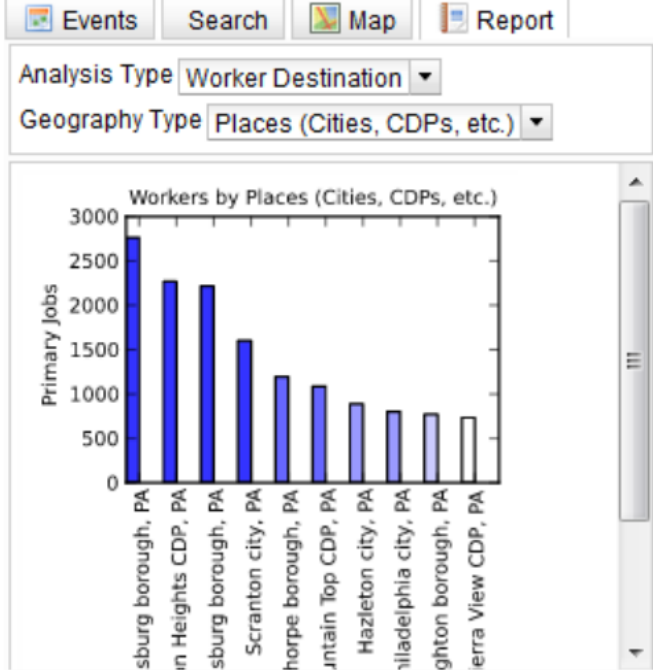 Events Search Map Report
Analysis Type Worker Destination
Geography Type Places (Cities, CDPs, etc.)
Workers by Places (Cities, CDPs, etc.)
Primary Jobs
3000
2500
2000
1500
1000
500
0
sburg borough, PA
n Heights CDP, PA
sburg borough, PA
Scranton city, PA
horpe borough, PA
untain Top CDP, PA
Hazleton city, PA
hiladelphia city, PA
ghton borough, PA
ierra View CDP, PA